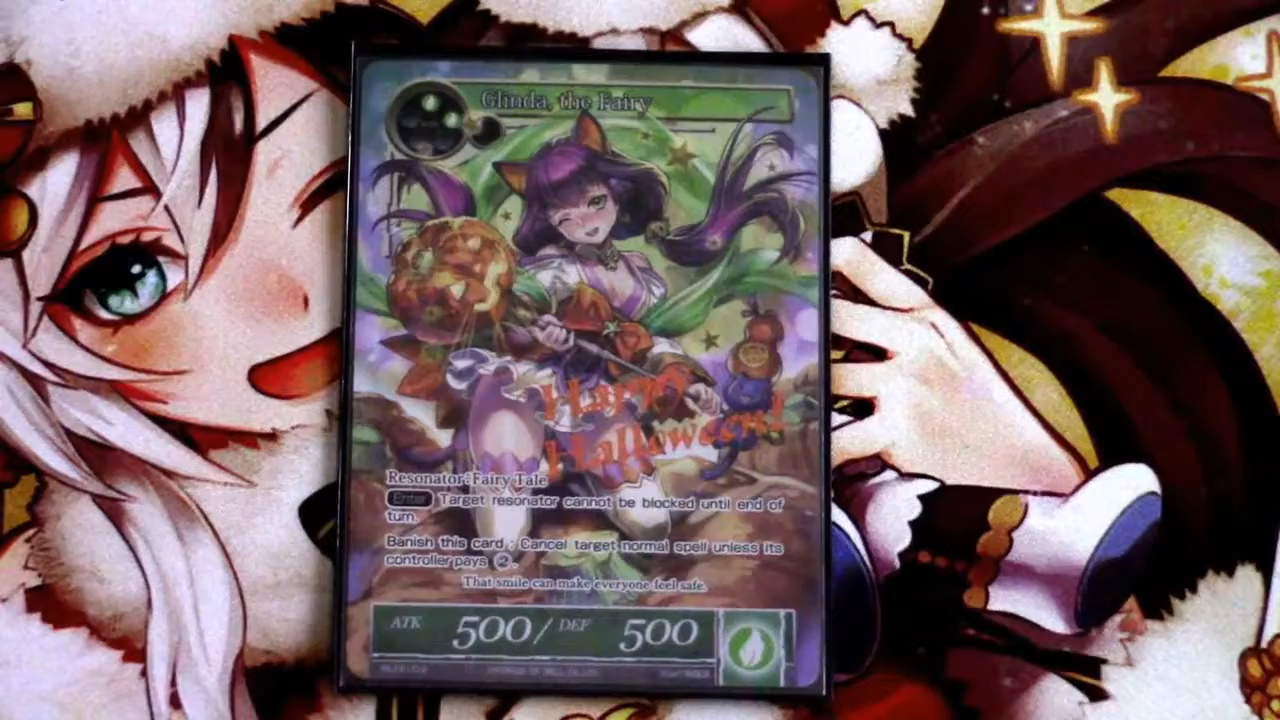 Glinda, the Fairy
Happy
Halloween!
Resonator: Fairy Tale
Enter Target resonator cannot be blocked until end of
turn.
Banish this card : Cancel target normal spell unless its
controller pays 2.
That smile can make everyone feel safe.
ATK 500 / DEF 500